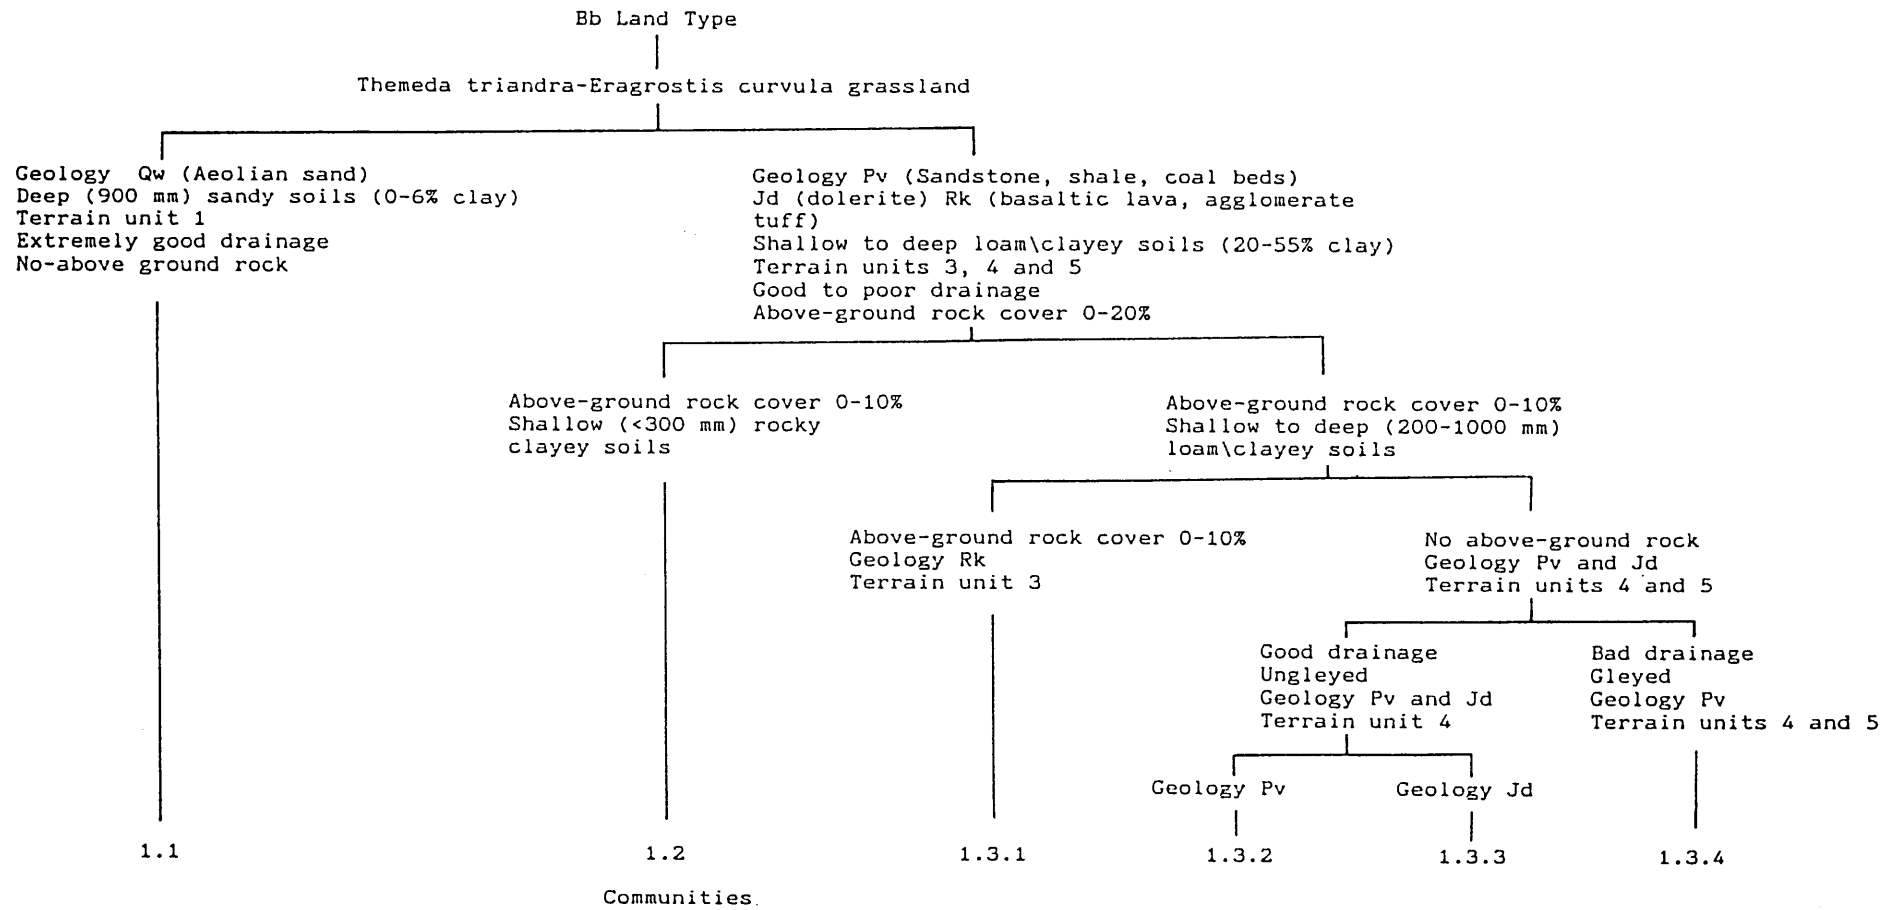 Bb Land Type
Themeda triandra-Eragrostis curvula grassland
Geology Qw (Aeolian sand)
Deep (900 mm) sandy soils (0-6% clay)
Terrain unit 1
Extremely good drainage
No-above ground rock
Geology Pv (Sandstone, shale, coal beds)
Jd (dolerite) Rk (basaltic lava, agglomerate
tuff)
Shallow to deep loam\clayey soils (20-55% clay)
Terrain units 3, 4 and 5
Good to poor drainage
Above-ground rock cover 0-20%
Above-ground rock cover 0-10%
Shallow (<300 mm) rocky
clayey soils
Above-ground rock cover 0-10%
Shallow to deep (200-1000 mm)
loam\clayey soils
Above-ground rock cover 0-10%
Geology Rk
Terrain unit 3
No above-ground rock
Geology Pv and Jd
Terrain units 4 and 5
Good drainage
Ungleyed
Geology Pv and Jd
Terrain unit 4
Bad drainage
Gleyed
Geology Pv
Terrain units 4 and 5
Geology Pv
Geology Jd
1.1
1.2
1.3.1
1.3.2
1.3.3
1.3.4
Communities